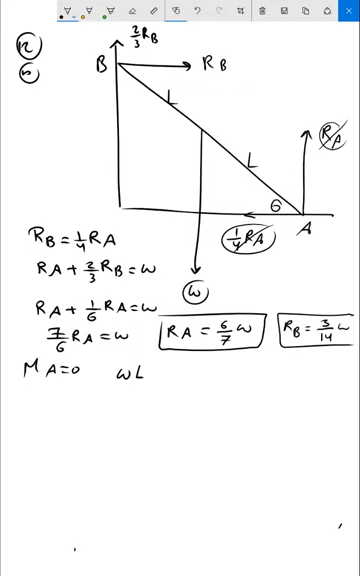 12
b
2/3 RB
B
RB
L
L
RA
θ
1/4 RA
A
W
RB = 1/4 RA
RA + 2/3 RB = W
RA + 1/6 RA = W
7/6 RA = W
RA = 6/7 W
RB = 3/14 W
MA=0 WL